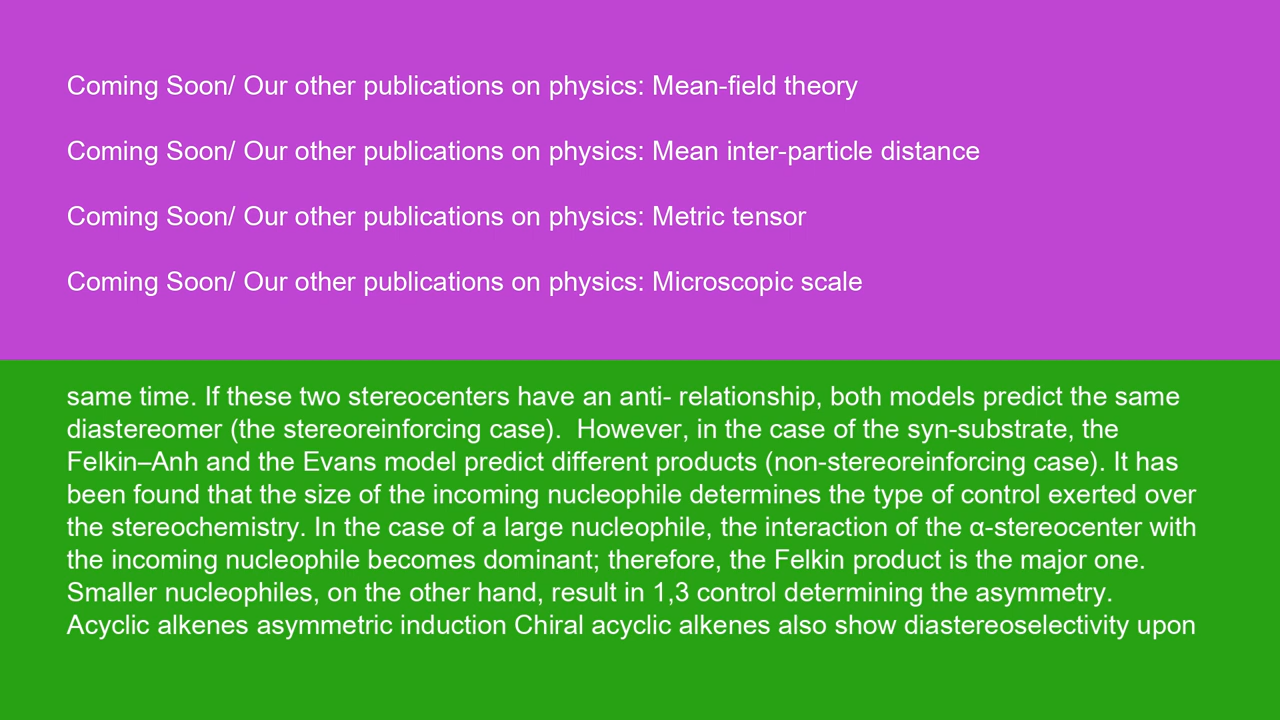 Coming Soon/ Our other publications on physics: Mean-field theory
Coming Soon/ Our other publications on physics: Mean inter-particle distance
Coming Soon/ Our other publications on physics: Metric tensor
Coming Soon/ Our other publications on physics: Microscopic scale
same time. If these two stereocenters have an anti- relationship, both models predict the same
diastereomer (the stereoreinforcing case).  However, in the case of the syn-substrate, the
Felkin–Anh and the Evans model predict different products (non-stereoreinforcing case). It has
been found that the size of the incoming nucleophile determines the type of control exerted over
the stereochemistry. In the case of a large nucleophile, the interaction of the α-stereocenter with
the incoming nucleophile becomes dominant; therefore, the Felkin product is the major one.
Smaller nucleophiles, on the other hand, result in 1,3 control determining the asymmetry.
Acyclic alkenes asymmetric induction Chiral acyclic alkenes also show diastereoselectivity upon